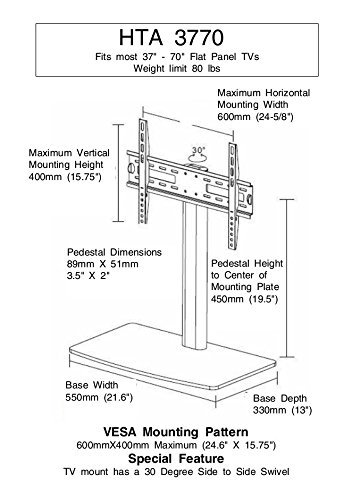 HTA 3770
Fits most 37" - 70" Flat Panel TVs
Weight limit 80 lbs
Maximum Horizontal
Mounting Width
600mm (24-5/8")
30°
Maximum Vertical
Mounting Height
400mm (15.75")
Pedestal Dimensions
89mm X 51mm
3.5" X 2"
Pedestal Height
to Center of
Mounting Plate
450mm (19.5")
Base Width
550mm (21.6")
Base Depth
330mm (13")
VESA Mounting Pattern
600mmX400mm Maximum (24.6" X 15.75")
Special Feature
TV mount has a 30 Degree Side to Side Swivel